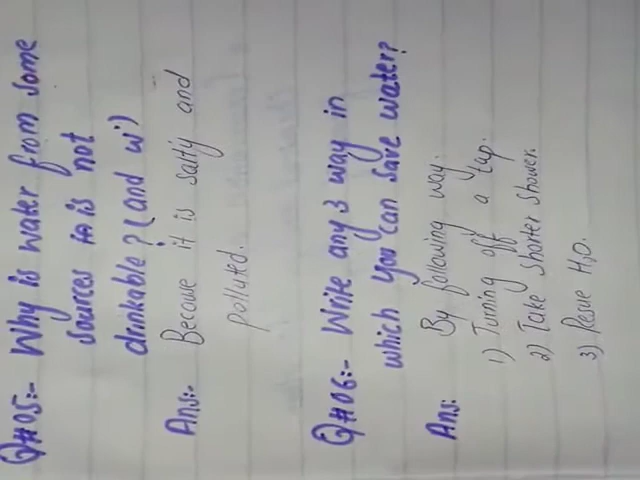 Q#05:- Why is water from some
sources is not
drinkable? (and wi)
Ans:- Because it is salty and
polluted.
Q#06:- Write any 3 way in
which you can save water?
Ans: By following way.
1) Turning off a tap.
2) Take shorter shower.
3) Resue H2O.